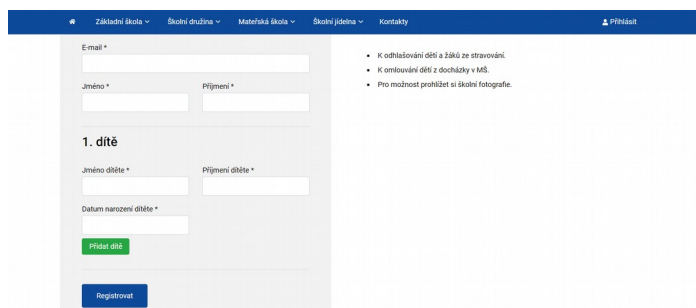 Základní škola Školní družina Mateřská škola Školní jídelna Kontakty Přihlásit
E-mail *
Jméno * Příjmení *
1. dítě
Jméno dítěte * Příjmení dítěte *
Datum narození dítěte *
Přidat dítě
Registrovat
K odhlašování dětí a žáků ze stravování.
K omlouvání dětí z docházky v MŠ.
Pro možnost prohlížet si školní fotografie.